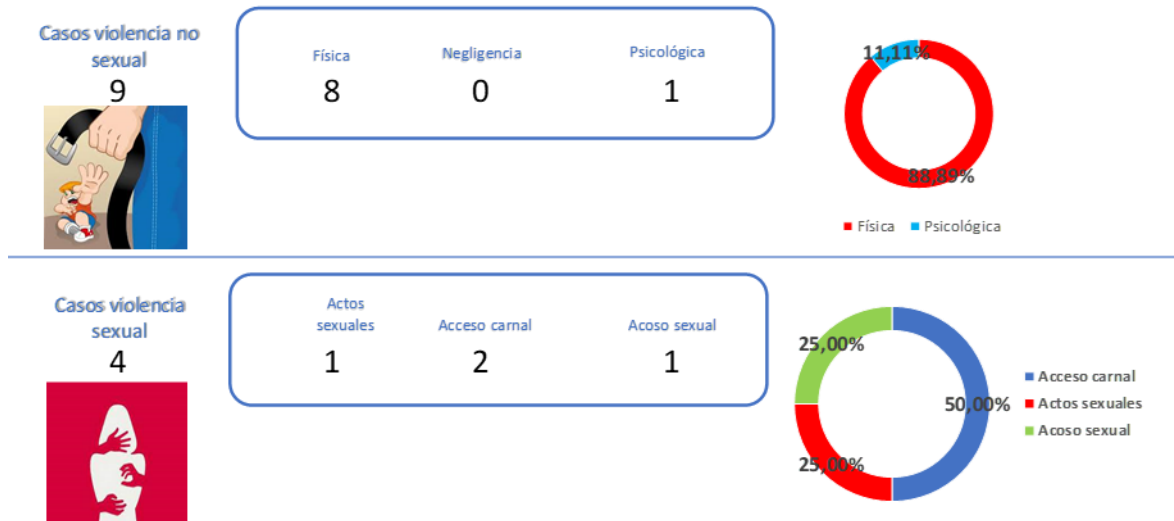 Casos violencia no
sexual
9
Física
Negligencia
Psicológica
8
0
1
11,11%
88,89%
Física
Psicológica
Casos violencia
sexual
4
Actos
sexuales
Acceso carnal
Acoso sexual
1
2
1
25,00%
50,00%
25,00%
Acceso carnal
Actos sexuales
Acoso sexual